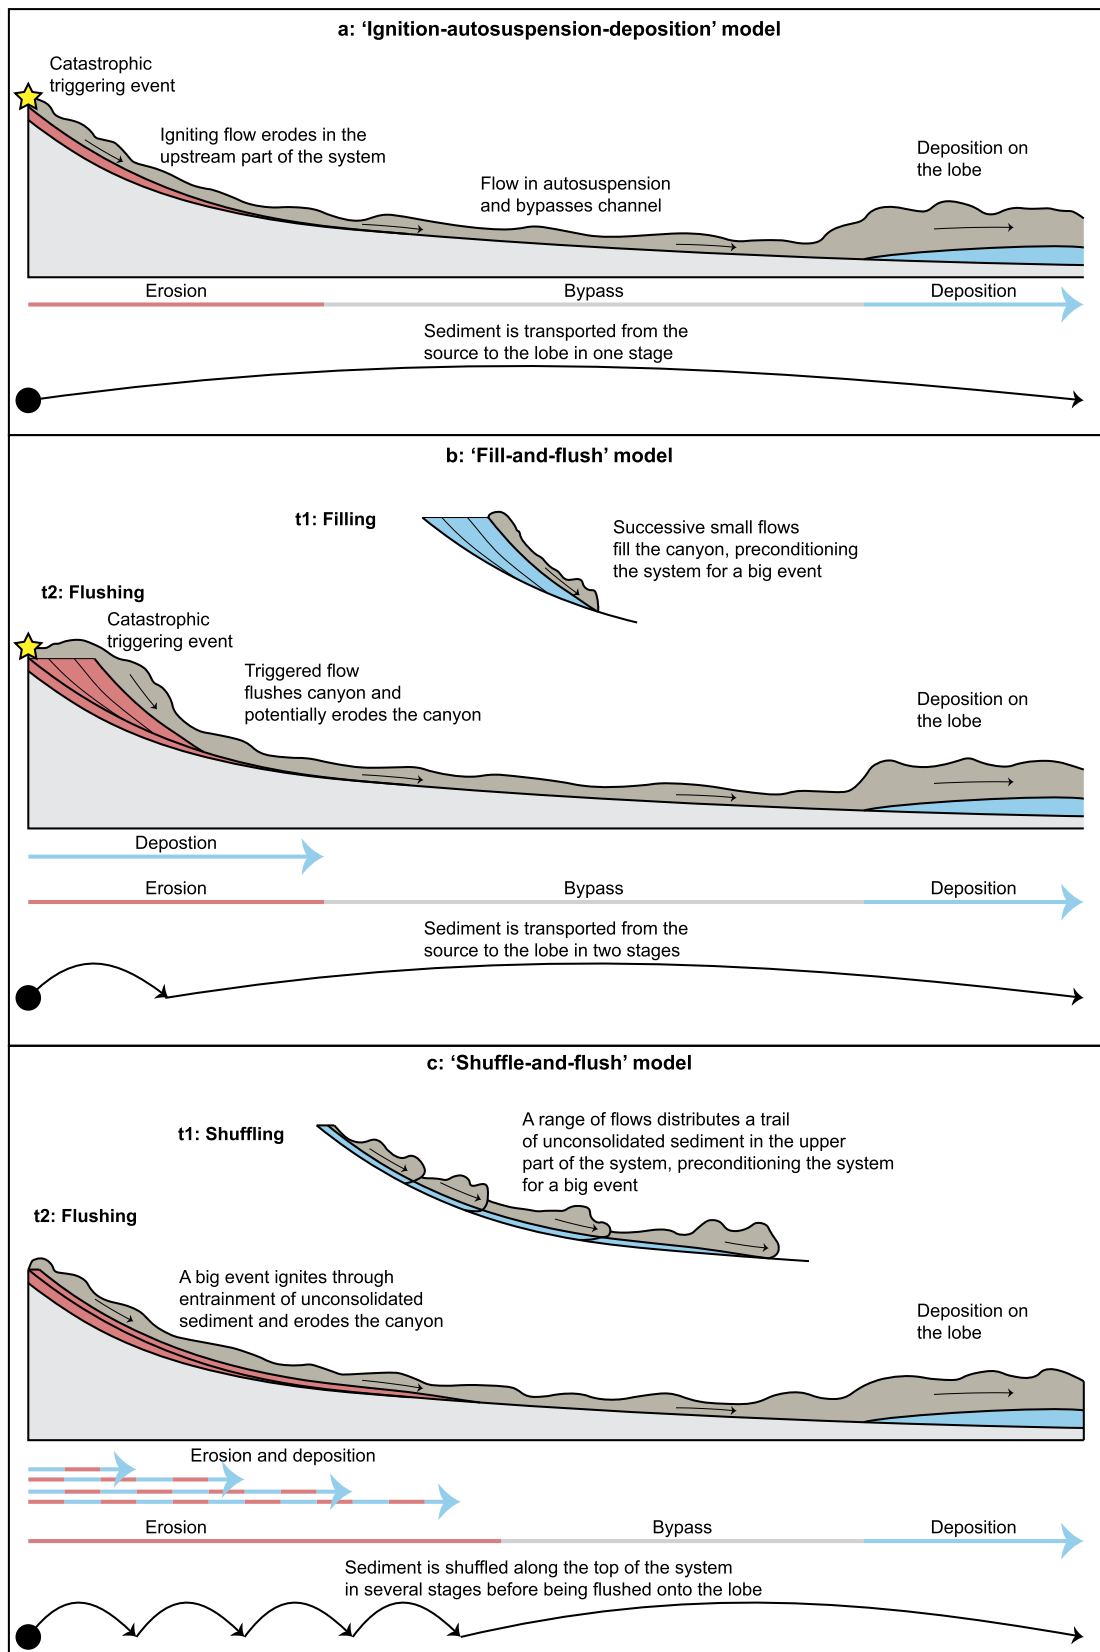 a: ‘Ignition-autosuspension-deposition’ model
Catastrophic
triggering event
Igniting flow erodes in the
upstream part of the system
Flow in autosuspension
and bypasses channel
Deposition on
the lobe
Erosion
Bypass
Deposition
Sediment is transported from the
source to the lobe in one stage
b: ‘Fill-and-flush’ model
t1: Filling
Successive small flows
fill the canyon, preconditioning
the system for a big event
t2: Flushing
Catastrophic
triggering event
Triggered flow
flushes canyon and
potentially erodes the canyon
Deposition on
the lobe
Depostion
Erosion
Bypass
Deposition
Sediment is transported from the
source to the lobe in two stages
c: ‘Shuffle-and-flush’ model
t1: Shuffling
A range of flows distributes a trail
of unconsolidated sediment in the upper
part of the system, preconditioning the system
for a big event
t2: Flushing
A big event ignites through
entrainment of unconsolidated
sediment and erodes the canyon
Deposition on
the lobe
Erosion and deposition
Erosion
Bypass
Deposition
Sediment is shuffled along the top of the system
in several stages before being flushed onto the lobe